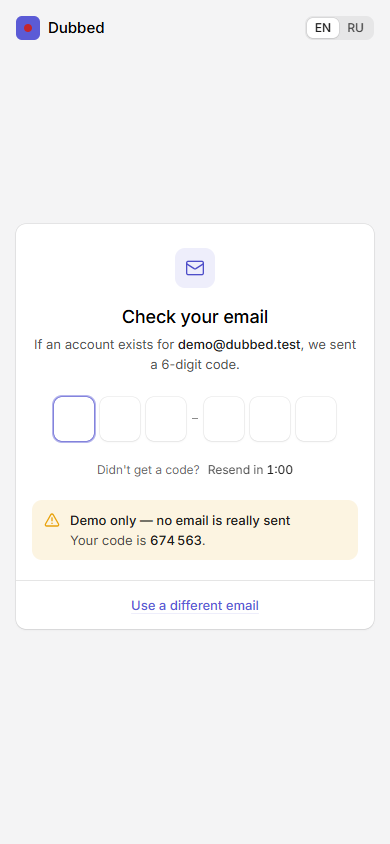 Dubbed
EN RU
Check your email
If an account exists for demo@dubbed.test, we sent
a 6-digit code.
–
Didn't get a code? Resend in 1:00
Demo only — no email is really sent
Your code is 674 563.
Use a different email